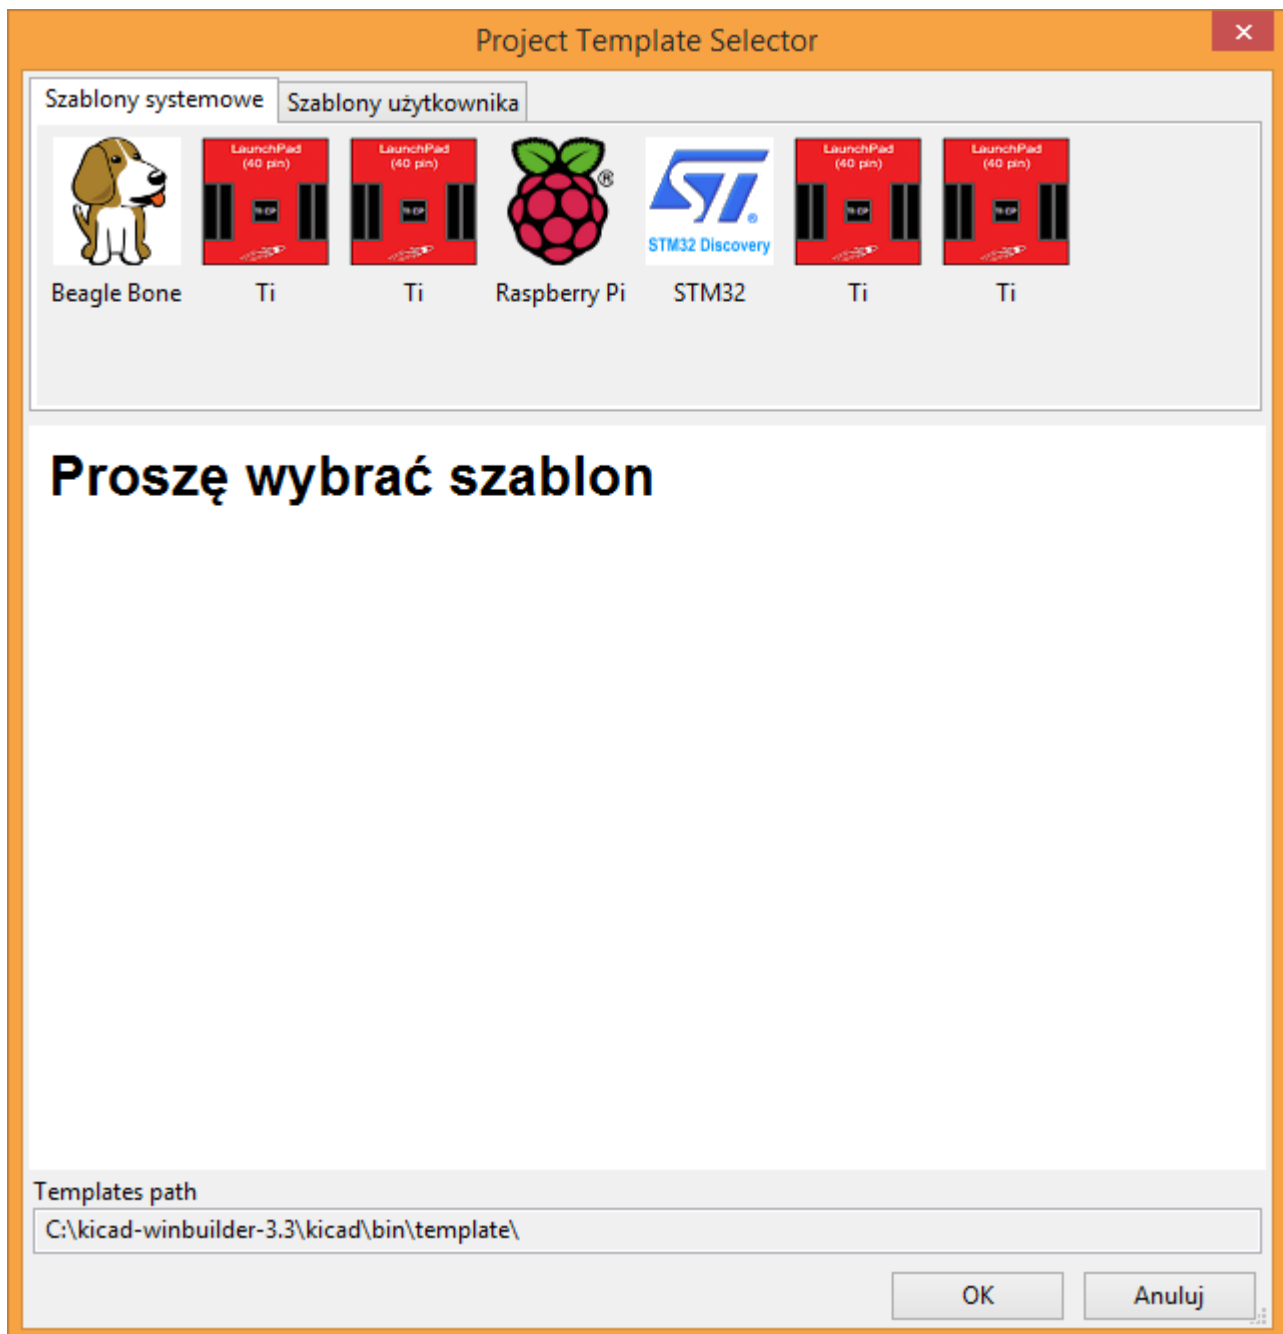 Project Template Selector
Szablony systemowe Szablony użytkownika
LaunchPad LaunchPad LaunchPad LaunchPad
(40 pin) (40 pin) ® (40 pin) (40 pin)
ST
STM32 Discovery
Beagle Bone Ti Ti Raspberry Pi STM32 Ti Ti
Proszę wybrać szablon
Templates path
C:\kicad-winbuilder-3.3\kicad\bin\template\
OK Anuluj